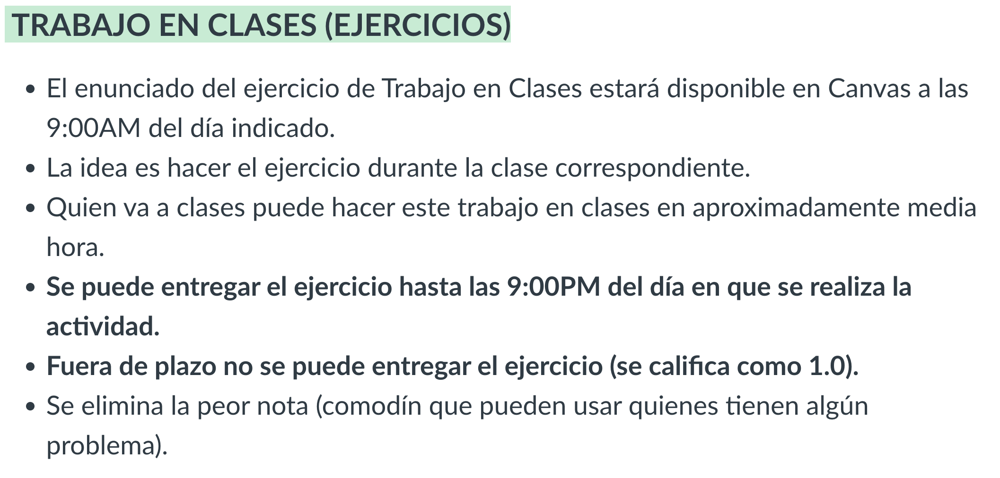 TRABAJO EN CLASES (EJERCICIOS)
• El enunciado del ejercicio de Trabajo en Clases estará disponible en Canvas a las
9:00AM del día indicado.
• La idea es hacer el ejercicio durante la clase correspondiente.
• Quien va a clases puede hacer este trabajo en clases en aproximadamente media
hora.
• Se puede entregar el ejercicio hasta las 9:00PM del día en que se realiza la
actividad.
• Fuera de plazo no se puede entregar el ejercicio (se califica como 1.0).
• Se elimina la peor nota (comodín que pueden usar quienes tienen algún
problema).